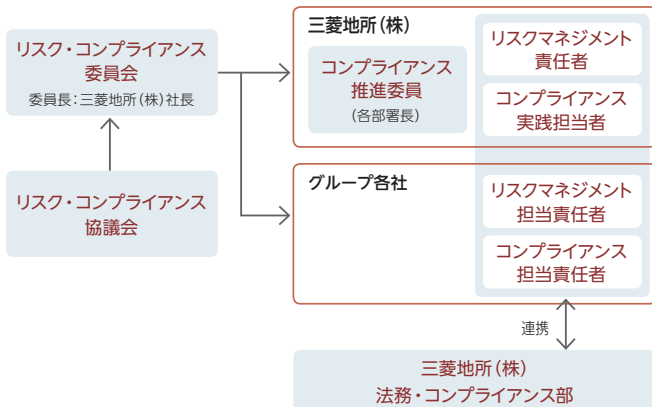 リスク・コンプライアンス
委員会
委員長：三菱地所（株）社長
リスク・コンプライアンス
協議会
三菱地所（株）
コンプライアンス
推進委員
(各部署長)
リスクマネジメント
責任者
コンプライアンス
実践担当者
グループ各社
リスクマネジメント
担当責任者
コンプライアンス
担当責任者
連携
三菱地所（株）
法務・コンプライアンス部